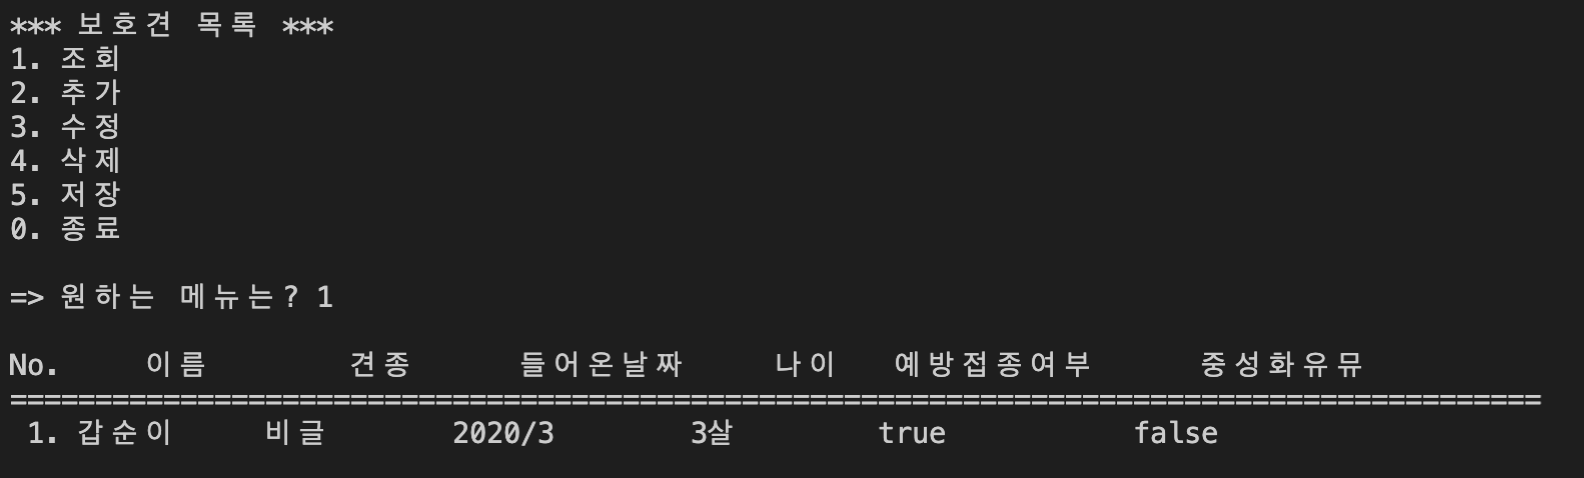 *** 보호견 목록 ***
1. 조회
2. 추가
3. 수정
4. 삭제
5. 저장
0. 종료
=> 원하는 메뉴는? 1
No. 이름 견종 들어온날짜 나이 예방접종여부 중성화유뮤
==========================================================================================
1. 갑순이 비글 2020/3 3살 true false